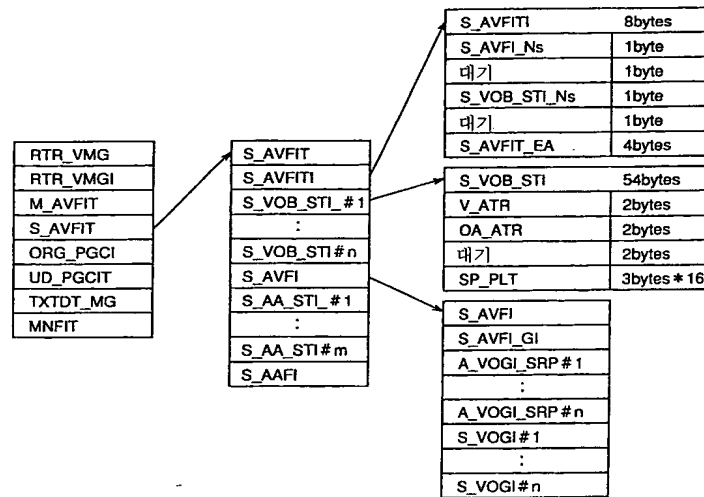 RTR_VMG
RTR_VMGI
M_AVFIT
S_AVFIT
ORG_PGCI
UD_PGCIT
TXTDT_MG
MNFIT
S_AVFIT
S_AVFITI
S_VOB_STI_#1
:
S_VOB_STI#n
S_AVFI
S_AA_STI_#1
:
S_AA_STI#m
S_AAFI
S_AVFITI 8bytes
S_AVFI_Ns 1byte
대기 1byte
S_VOB_STI_Ns 1byte
대기 1byte
S_AVFIT_EA 4bytes
S_VOB_STI 54bytes
V_ATR 2bytes
OA_ATR 2bytes
대기 2bytes
SP_PLT 3bytes*16
S_AVFI
S_AVFI_GI
A_VOGI_SRP#1
:
A_VOGI_SRP#n
S_VOGI#1
:
S_VOGI#n